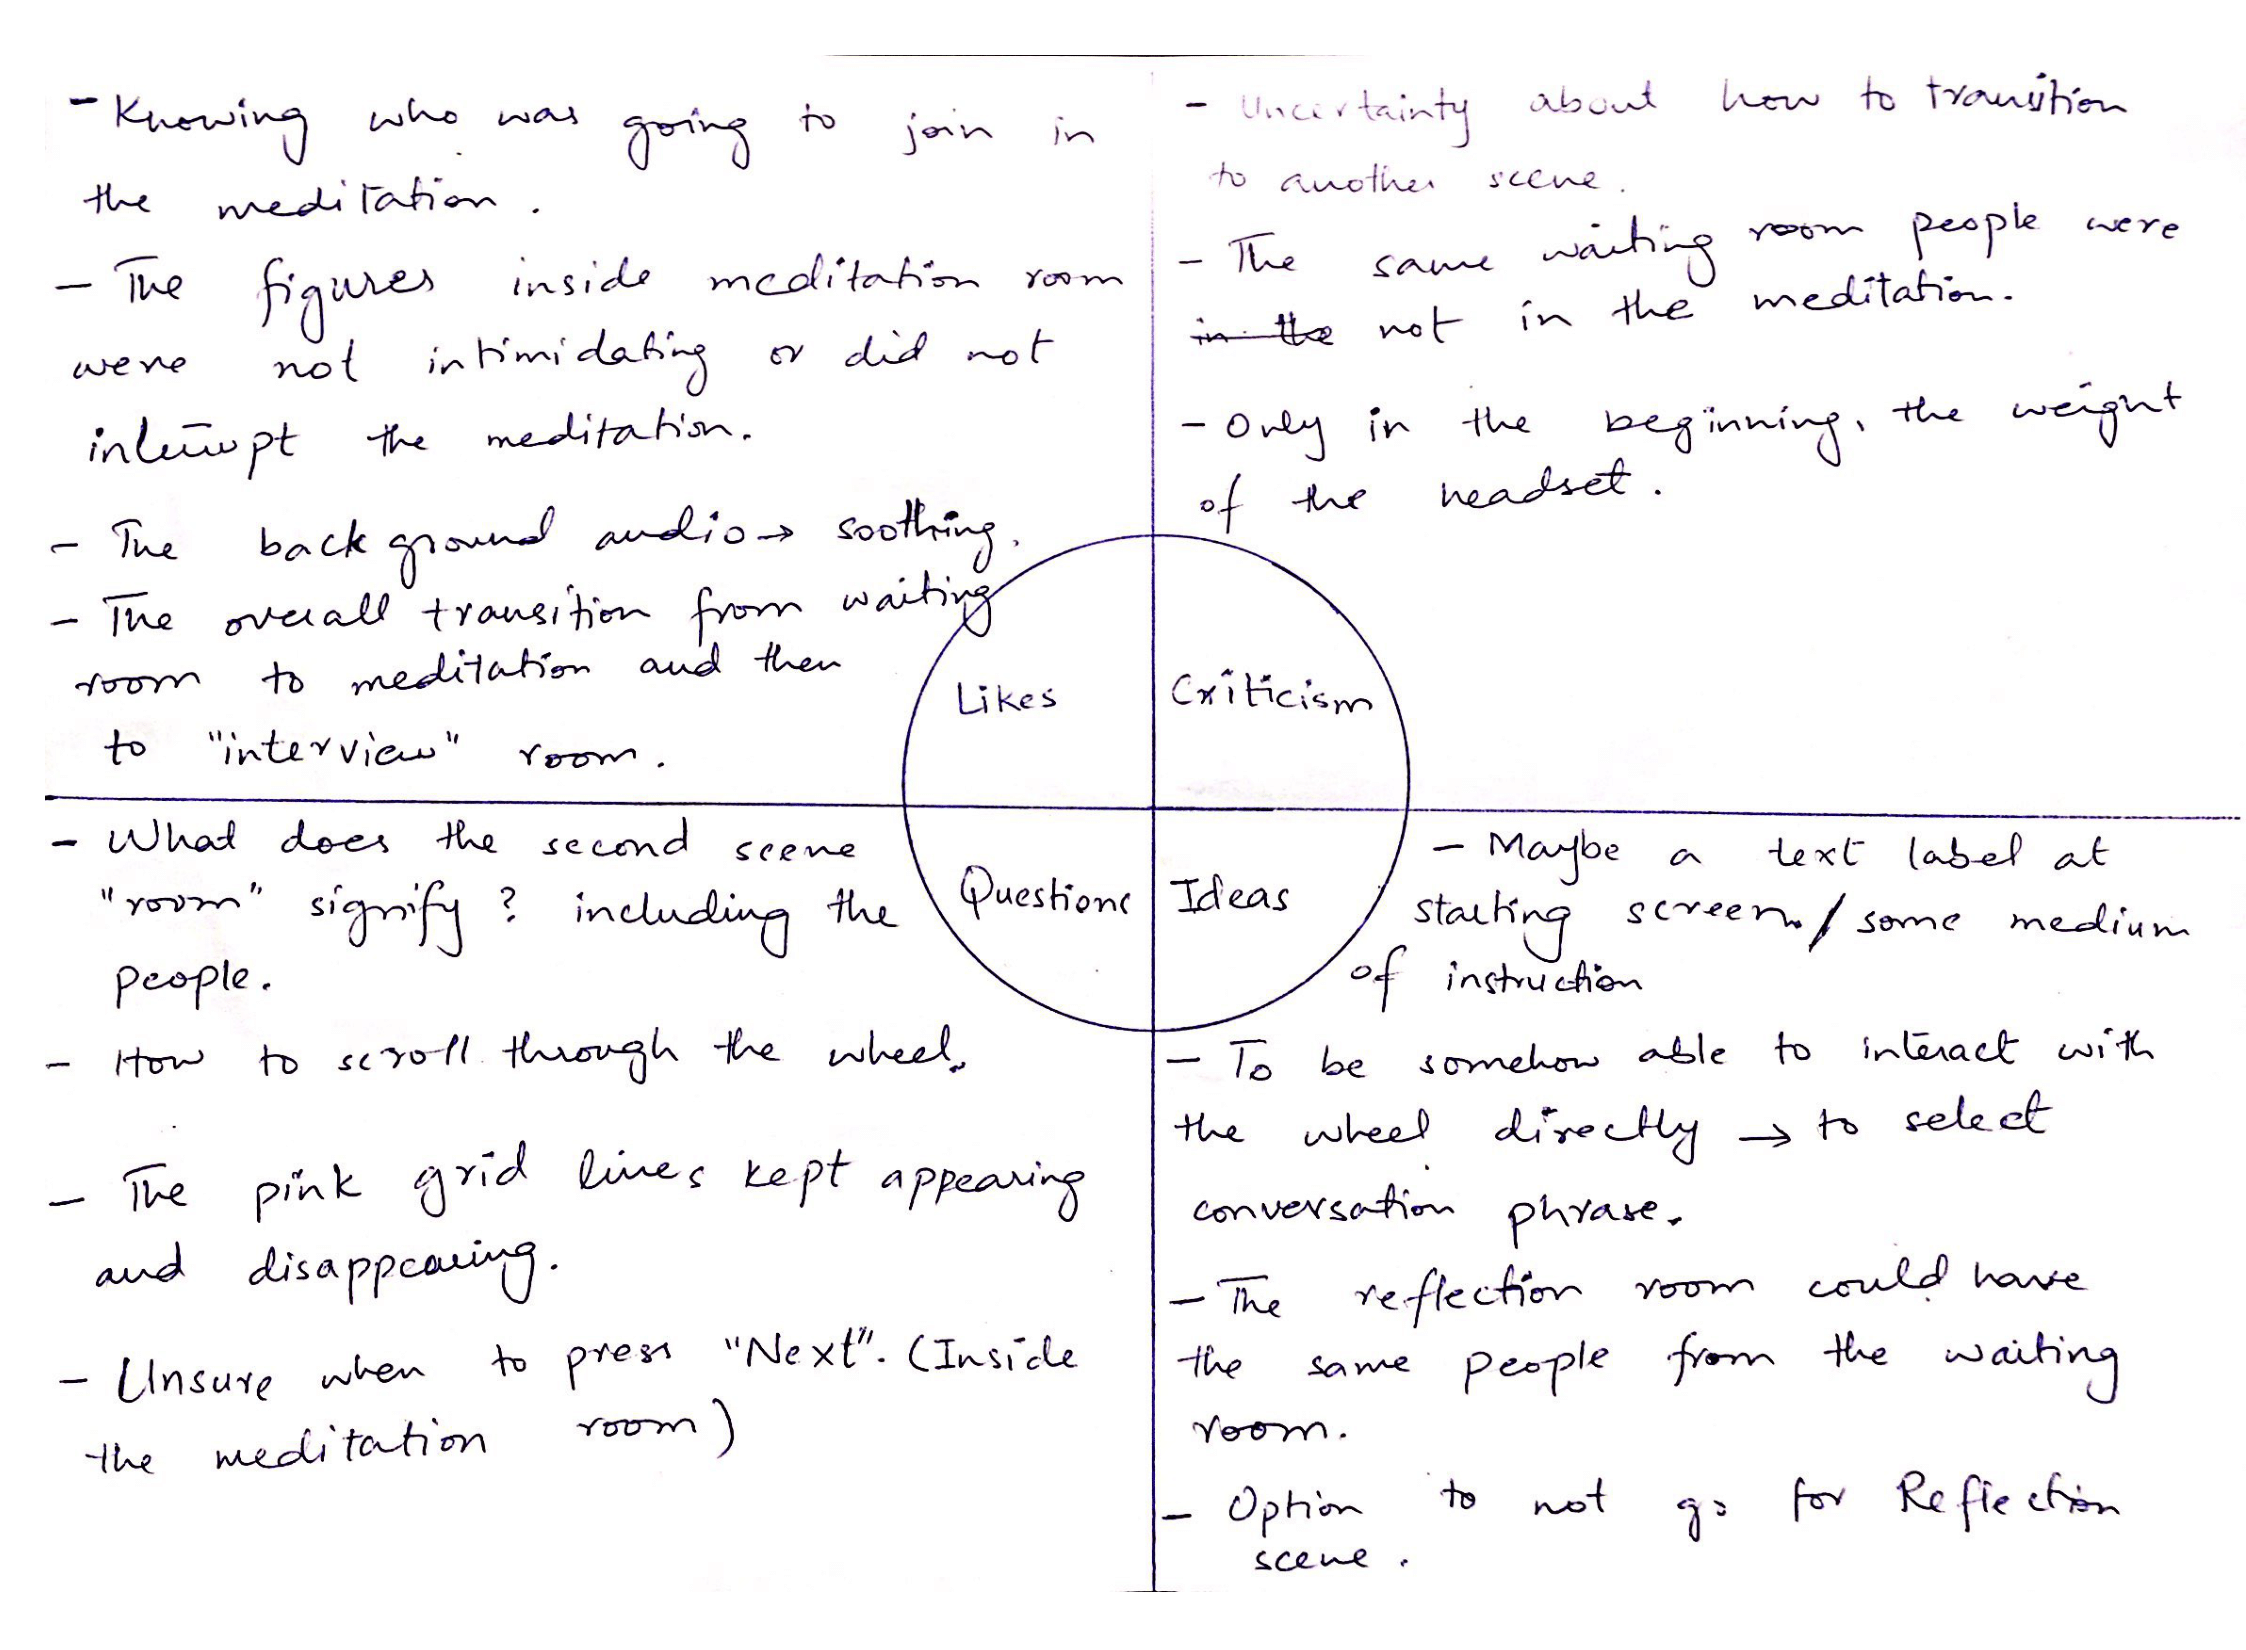 - Knowing who was going to join in
the meditation.
- The figures inside meditation room
were not intimidating or did not
interrupt the meditation.
- The background audio → soothing.
- The overall transition from waiting
room to meditation and then
to "interview" room.
Likes
- Uncertainty about how to transition
to another scene.
- The same waiting room people were
in the not in the meditation.
- Only in the beginning, the weight
of the headset.
Criticism
- What does the second scene
"room" signify? including the
people.
- How to scroll through the wheel.
- The pink grid lines kept appearing
and disappearing.
- Unsure when to press "Next". (Inside
the meditation room)
Questions
Ideas
- Maybe a text label at
starting screen / some medium
of instruction
- To be somehow able to interact with
the wheel directly → to select
conversation phrase.
- The reflection room could have
the same people from the waiting
room.
- Option to not go for Reflection
scene.